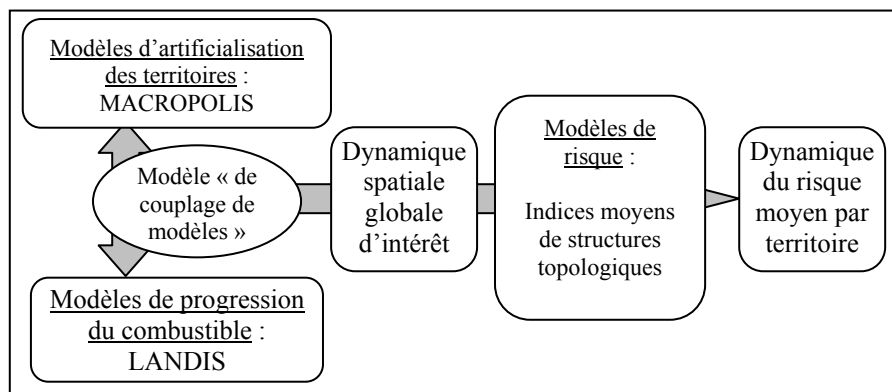 Modèles d’artificialisation
des territoires :
MACROPOLIS
Modèle « de
couplage de
modèles »
Modèles de progression
du combustible :
LANDIS
Dynamique
spatiale
globale
d’intérêt
Modèles de
risque :
Indices moyens
de structures
topologiques
Dynamique
du risque
moyen par
territoire